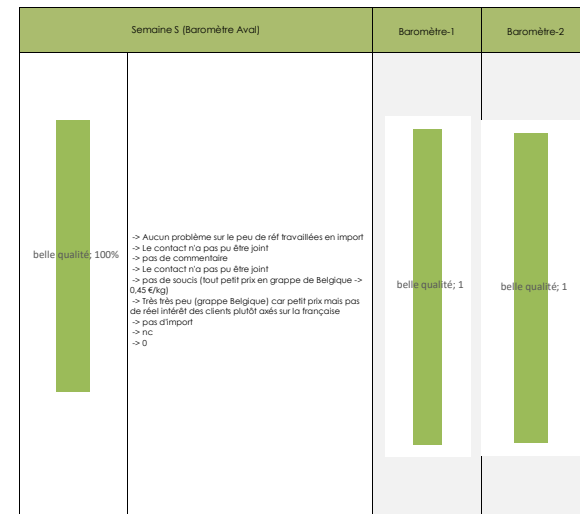 Semaine S (Baromètre Aval)
Baromètre-1
Baromètre-2
belle qualité; 100%
-> Aucun problème sur le peu de réf travaillées en import
-> Le contact n'a pas pu être joint
-> pas de commentaire
-> Le contact n'a pas pu être joint
-> pas de soucis (tout petit prix en grappe de Belgique ->
0,45 €/kg)
-> Très très peu (grappe Belgique) car petit prix mais pas
de réel intérêt des clients plutôt axés sur la française
-> pas d'import
-> nc
-> 0
belle qualité; 1
belle qualité; 1